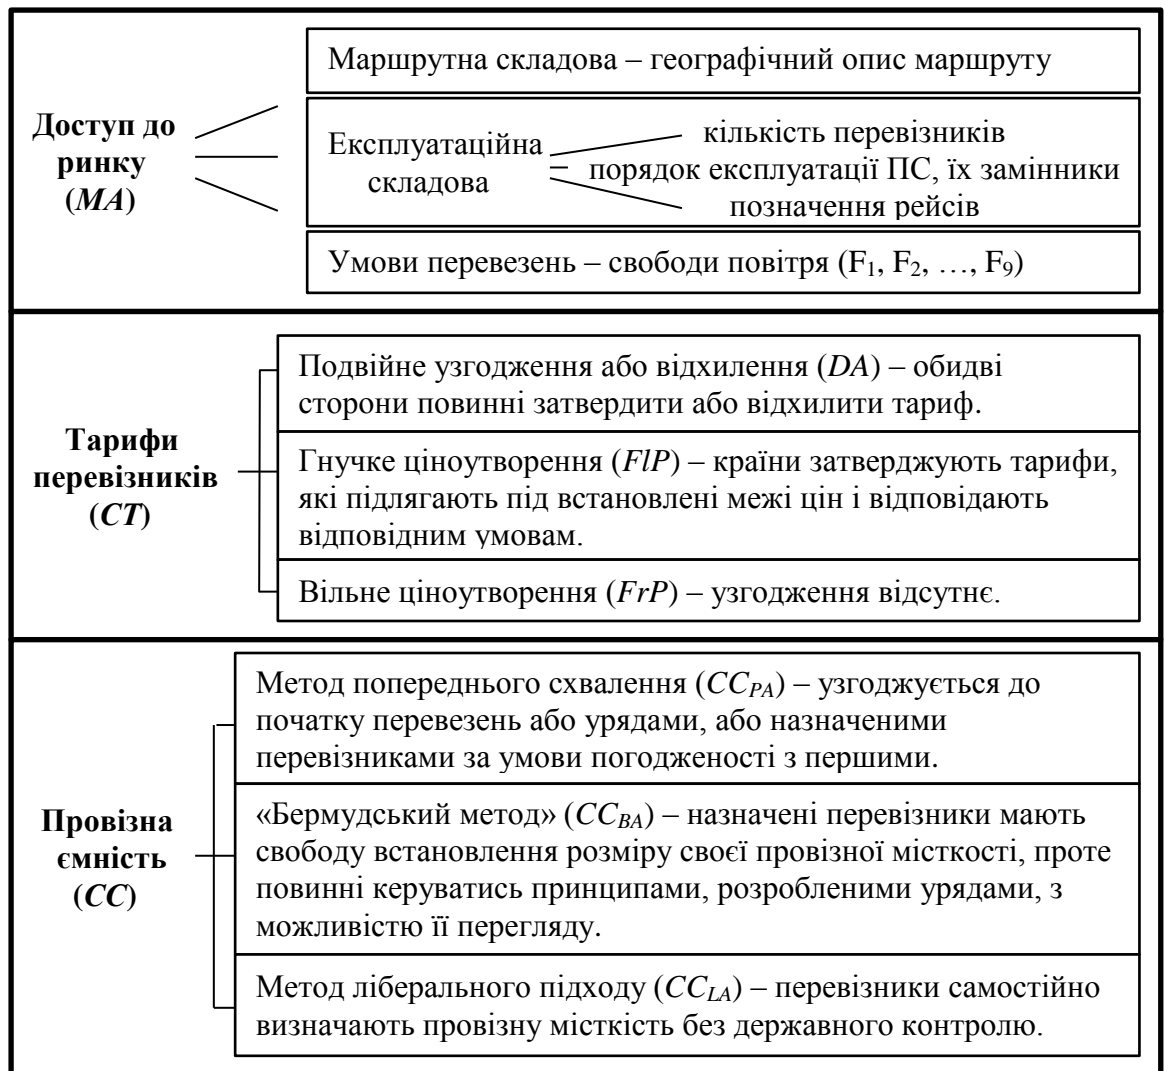 Маршрутна складова – географічний опис маршруту
Доступ до
ринку
(MA)
Експлуатаційна
складова
кількість перевізників
порядок експлуатації ПС, їх замінники
позначення рейсів
Умови перевезень – свободи повітря (F₁, F₂, …, F₉)
Тарифи
перевізників
(CT)
Подвійне узгодження або відхилення (DA) – обидві
сторони повинні затвердити або відхилити тариф.
Гнучке ціноутворення (FlP) – країни затверджують тарифи,
які підлягають під встановлені межі цін і відповідають
відповідним умовам.
Вільне ціноутворення (FrP) – узгодження відсутнє.
Провізна
ємність
(CC)
Метод попереднього схвалення (CC_PA) – узгоджується до
початку перевезень або урядами, або назначеними
перевізниками за умови погодженості з першими.
«Бермудський метод» (CC_BA) – назначені перевізники мають
свободу встановлення розміру своєї провізної місткості, проте
повинні керуватись принципами, розробленими урядами, з
можливістю її перегляду.
Метод ліберального підходу (CC_LA) – перевізники самостійно
визначають провізну місткість без державного контролю.